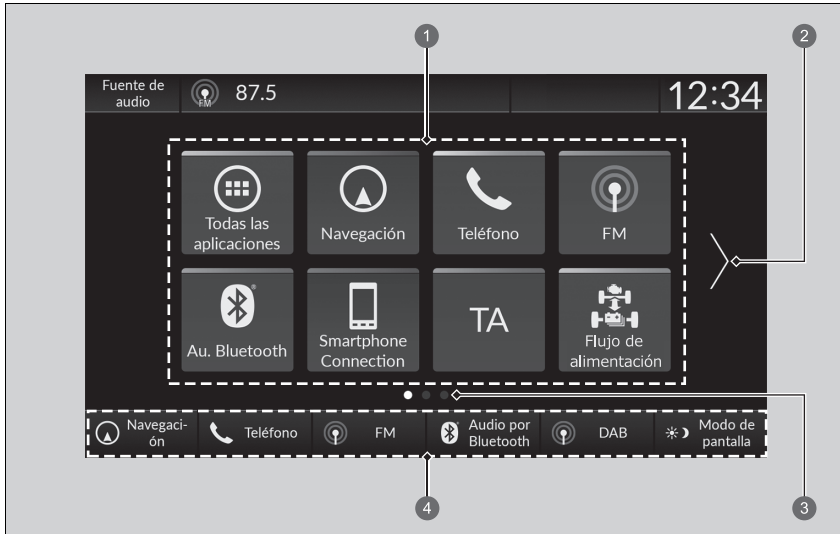 1
2
Fuente de
audio
FM
87.5
12:34
Todas las
aplicaciones
Navegación
Teléfono
FM
Au. Bluetooth
Smartphone
Connection
TA
Flujo de
alimentación
Navegaci-
ón
Teléfono
FM
Audio por
Bluetooth
DAB
Modo de
pantalla
4
3